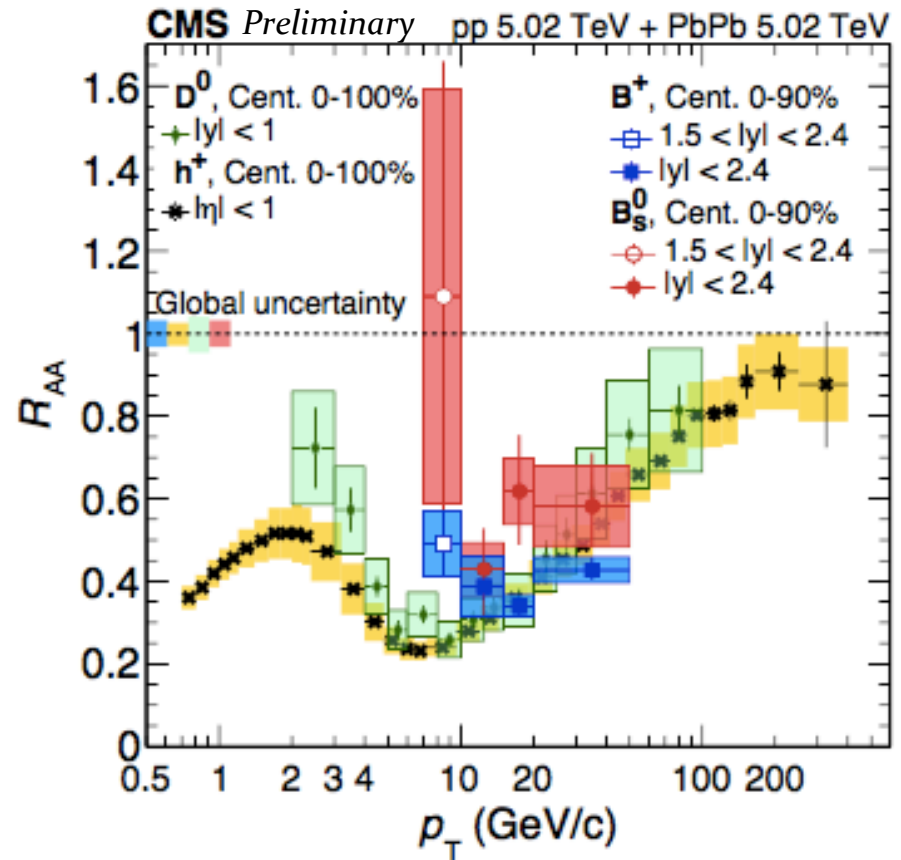 CMS Preliminary pp 5.02 TeV + PbPb 5.02 TeV
D⁰, Cent. 0-100%
|y| < 1
h⁺, Cent. 0-100%
|η| < 1
B⁺, Cent. 0-90%
1.5 < |y| < 2.4
|y| < 2.4
B⁰s, Cent. 0-90%
1.5 < |y| < 2.4
|y| < 2.4
Global uncertainty
R_AA
1.6
1.4
1.2
1
0.8
0.6
0.4
0.2
0
0.5 1 2 3 4 10 20 100 200
p_T (GeV/c)